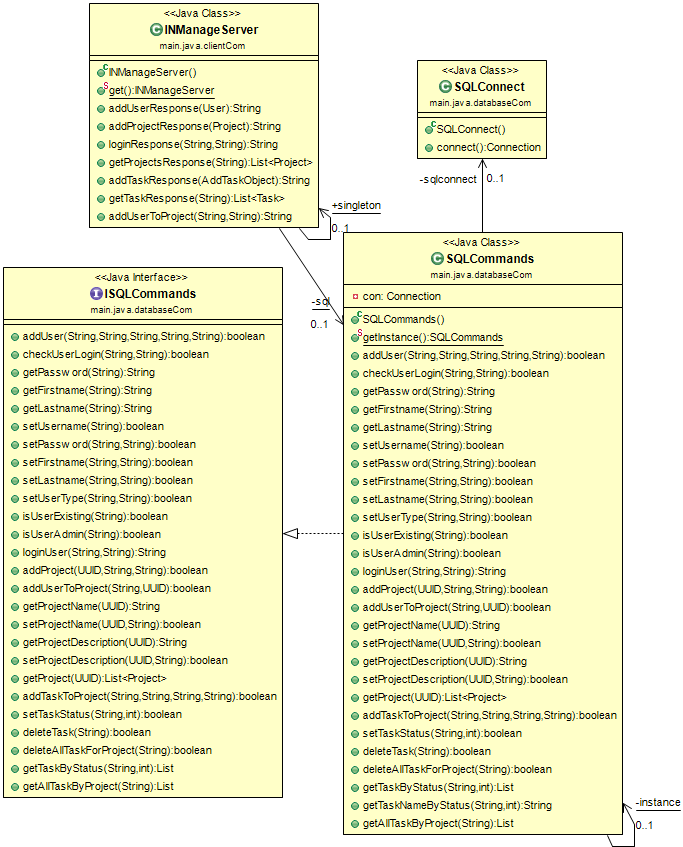 <<Java Class>>
INManageServer
main.java.clientCom
INManageServer()
get():INManageServer
addUserResponse(User):String
addProjectResponse(Project):String
loginResponse(String,String):String
getProjectsResponse(String):List<Project>
addTaskResponse(AddTaskObject):String
getTaskResponse(String):List<Task>
addUserToProject(String,String):String
+singleton
0..1
<<Java Class>>
SQLConnect
main.java.databaseCom
SQLConnect()
connect():Connection
-sqlconnect
0..1
-sql
0..1
<<Java Interface>>
ISQLCommands
main.java.databaseCom
addUser(String,String,String,String,String):boolean
checkUserLogin(String,String):boolean
getPassword(String):String
getFirstname(String):String
getLastname(String):String
setUsername(String):boolean
setPassword(String,String):boolean
setFirstname(String,String):boolean
setLastname(String,String):boolean
setUserType(String,String):boolean
isUserExisting(String):boolean
isUserAdmin(String):boolean
loginUser(String,String):String
addProject(UUID,String,String):boolean
addUserToProject(String,UUID):boolean
getProjectName(UUID):String
setProjectName(UUID,String):boolean
getProjectDescription(UUID):String
setProjectDescription(UUID,String):boolean
getProject(UUID):List<Project>
addTaskToProject(String,String,String,String):boolean
setTaskStatus(String,int):boolean
deleteTask(String):boolean
deleteAllTaskForProject(String):boolean
getTaskByStatus(String,int):List
getAllTaskByProject(String):List
<<Java Class>>
SQLCommands
main.java.databaseCom
con: Connection
SQLCommands()
getInstance():SQLCommands
addUser(String,String,String,String,String):boolean
checkUserLogin(String,String):boolean
getPassword(String):String
getFirstname(String):String
getLastname(String):String
setUsername(String):boolean
setPassword(String,String):boolean
setFirstname(String,String):boolean
setLastname(String,String):boolean
setUserType(String,String):boolean
isUserExisting(String):boolean
isUserAdmin(String):boolean
loginUser(String,String):String
addProject(UUID,String,String):boolean
addUserToProject(String,UUID):boolean
getProjectName(UUID):String
setProjectName(UUID,String):boolean
getProjectDescription(UUID):String
setProjectDescription(UUID,String):boolean
getProject(UUID):List<Project>
addTaskToProject(String,String,String,String):boolean
setTaskStatus(String,int):boolean
deleteTask(String):boolean
deleteAllTaskForProject(String):boolean
getTaskByStatus(String,int):List
getTaskNameByStatus(String,int):String
getAllTaskByProject(String):List
-instance
0..1